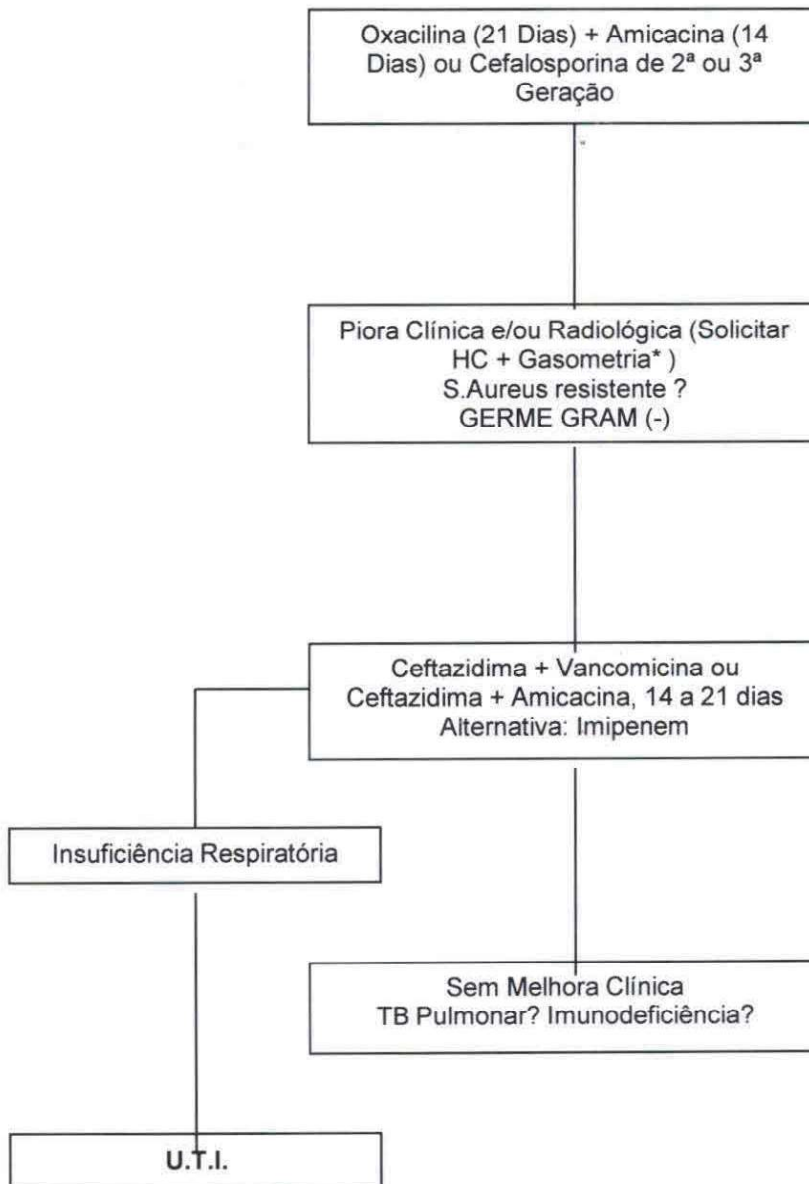 Oxacilina (21 Dias) + Amicacina (14
Dias) ou Cefalosporina de 2ª ou 3ª
Geração
Piora Clínica e/ou Radiológica (Solicitar
HC + Gasometria* )
S.Aureus resistente ?
GERME GRAM (-)
Ceftazidima + Vancomicina ou
Ceftazidima + Amicacina, 14 a 21 dias
Alternativa: Imipenem
Insuficiência Respiratória
Sem Melhora Clínica
TB Pulmonar? Imunodeficiência?
U.T.I.